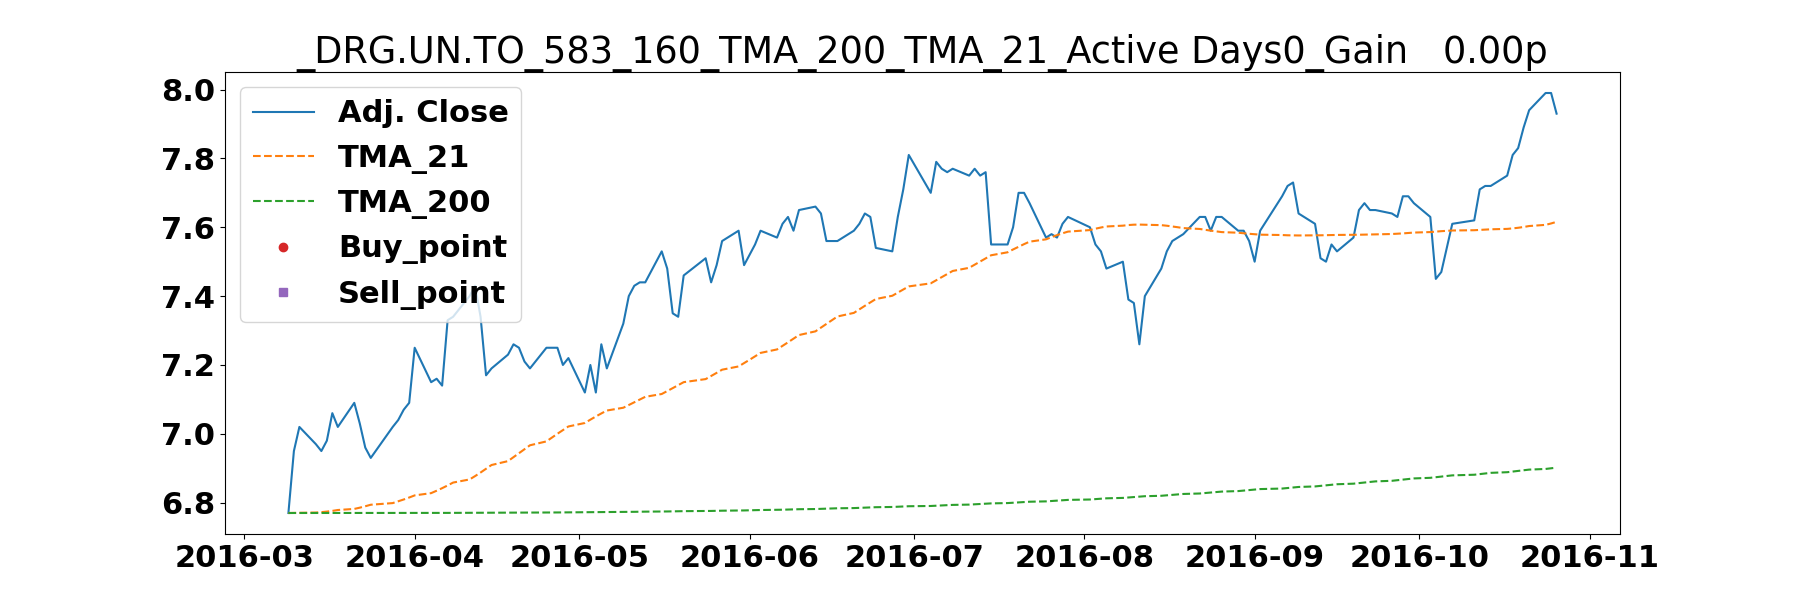 _DRG.UN.TO_583_160_TMA_200_TMA_21_Active Days0_Gain   0.00p
8.0
7.8
7.6
7.4
7.2
7.0
6.8
Adj. Close
TMA_21
TMA_200
Buy_point
Sell_point
2016-03 2016-04 2016-05 2016-06 2016-07 2016-08 2016-09 2016-10 2016-11